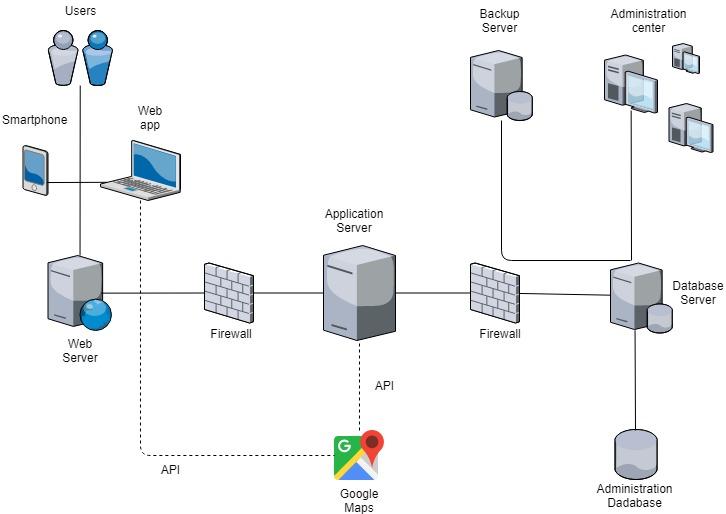 Users
Backup
Server
Administration
center
Smartphone
Web
app
Application
Server
Database
Server
Web
Server
Firewall
Firewall
API
API
G
Google
Maps
Administration
Dadabase